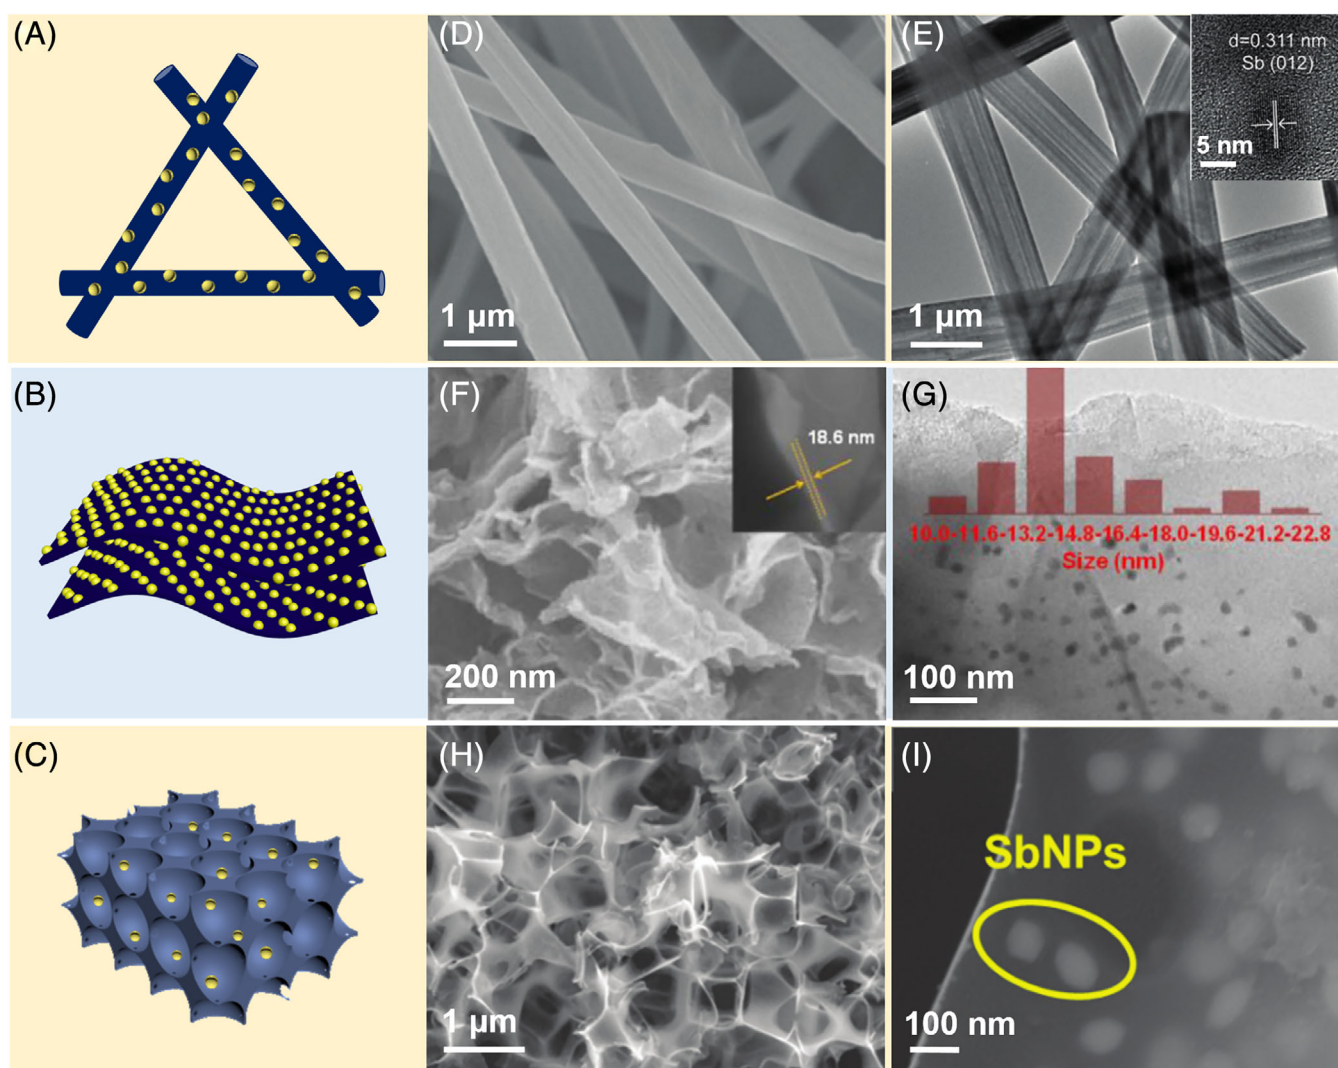 (A)
(D)
1 µm
(E)
d=0.311 nm
Sb (012)
5 nm
1 µm
(B)
(F)
18.6 nm
200 nm
(G)
10.0-11.6-13.2-14.8-16.4-18.0-19.6-21.2-22.8
Size (nm)
100 nm
(C)
(H)
1 µm
(I)
SbNPs
100 nm